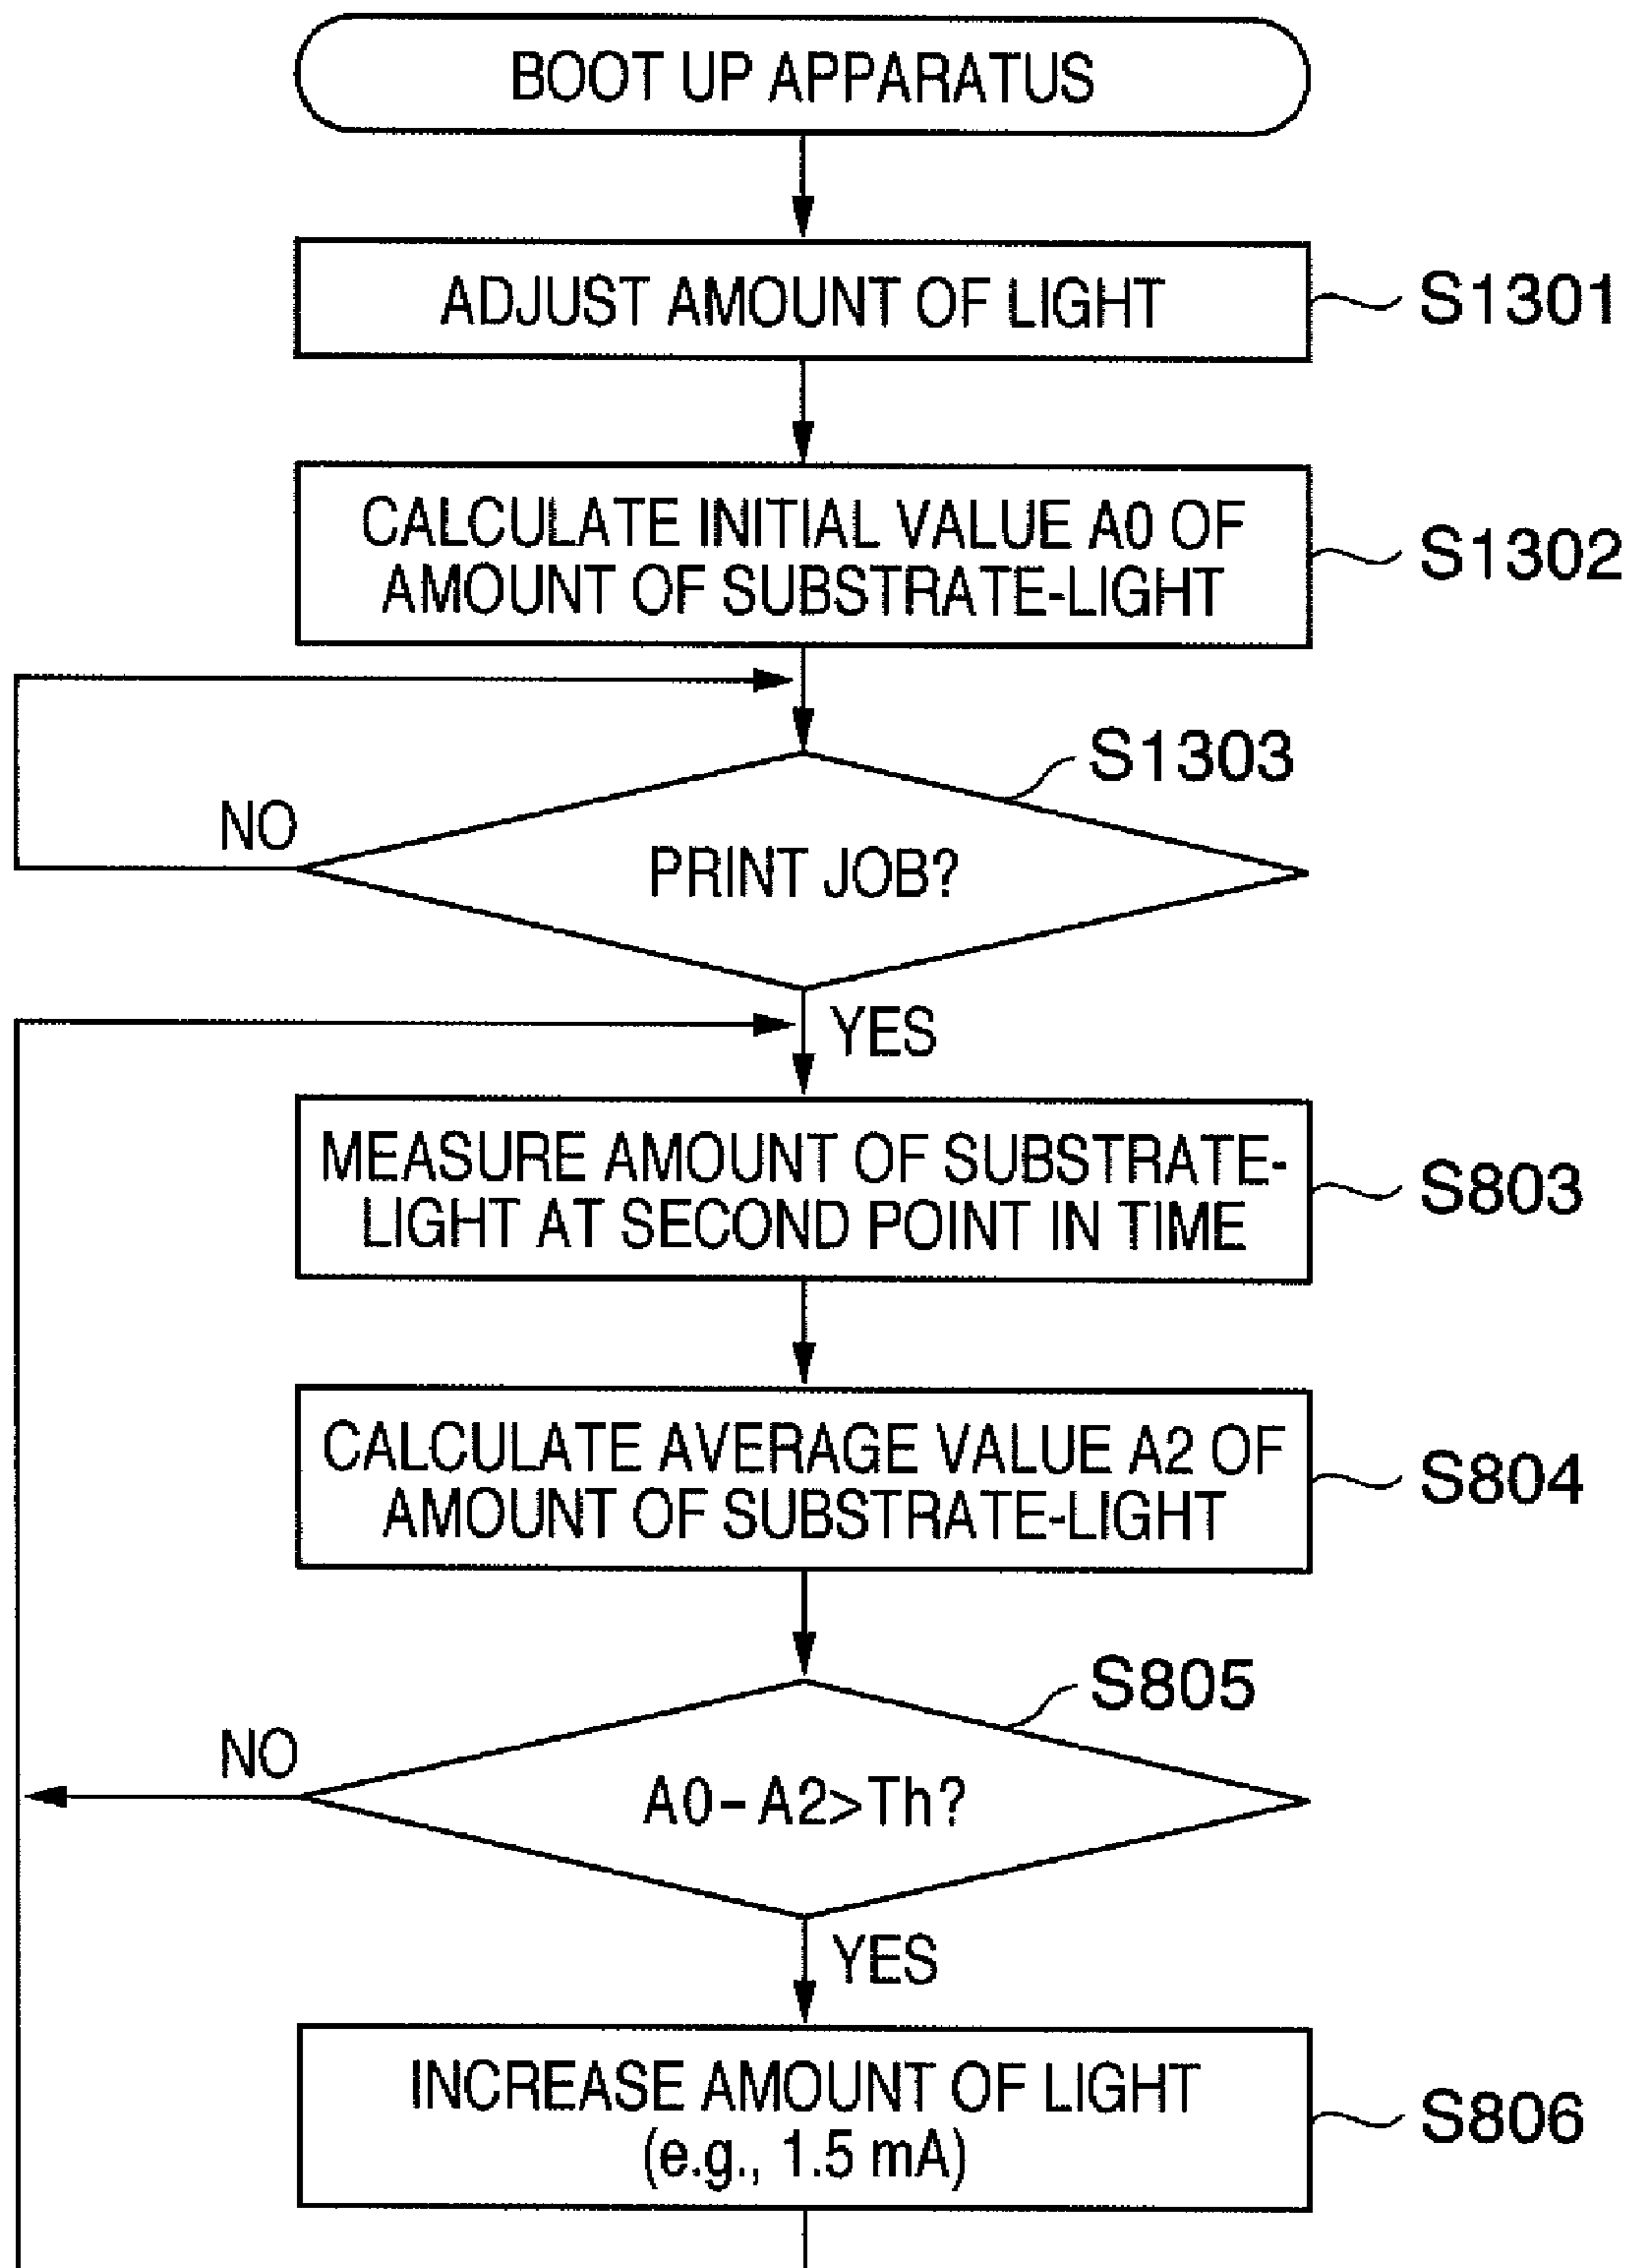 BOOT UP APPARATUS
ADJUST AMOUNT OF LIGHT
S1301
CALCULATE INITIAL VALUE A0 OF
AMOUNT OF SUBSTRATE-LIGHT
S1302
S1303
NO
PRINT JOB?
YES
MEASURE AMOUNT OF SUBSTRATE-
LIGHT AT SECOND POINT IN TIME
S803
CALCULATE AVERAGE VALUE A2 OF
AMOUNT OF SUBSTRATE-LIGHT
S804
S805
NO
A0-A2>Th?
YES
INCREASE AMOUNT OF LIGHT
(e.g., 1.5 mA)
S806